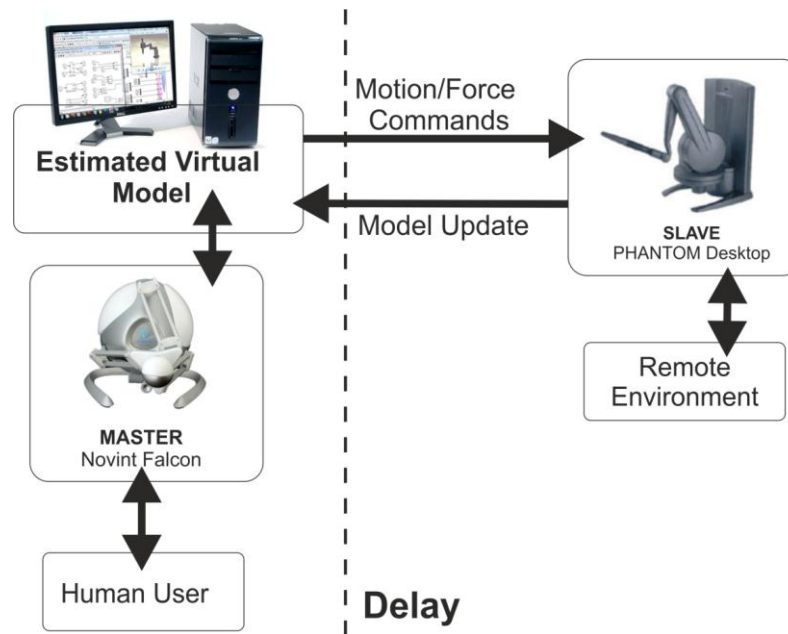 Estimated Virtual
Model
Motion/Force
Commands
Model Update
SLAVE
PHANTOM Desktop
MASTER
Novint Falcon
Remote
Environment
Human User
Delay